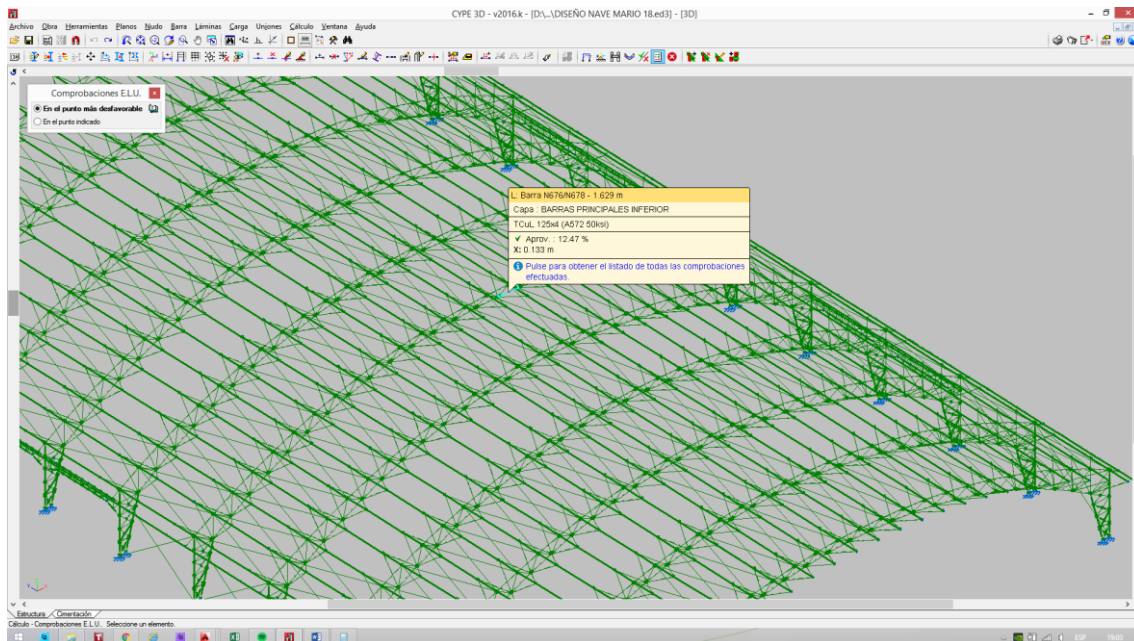 CYPE 3D - v2016.k - [D:\...\DISEÑO NAVE MARIO 18.ed3] - [3D]
Archivo Obra Herramientas Planos Nudo Barra Láminas Carga Uniones Cálculo Ventana Ayuda
Comprobaciones E.L.U.
En el punto más desfavorable
En el punto indicado
L: Barra N676/N678 - 1.629 m
Capa : BARRAS PRINCIPALES INFERIOR
TCuL 125x4 (A572 50ksi)
✓ Aprov. : 12.47 %
X: 0.133 m
Pulse para obtener el listado de todas las comprobaciones
efectuadas.
Estructura Cimentación
Cálculo - Comprobaciones E.L.U. Seleccione un elemento.
ESP 19:03